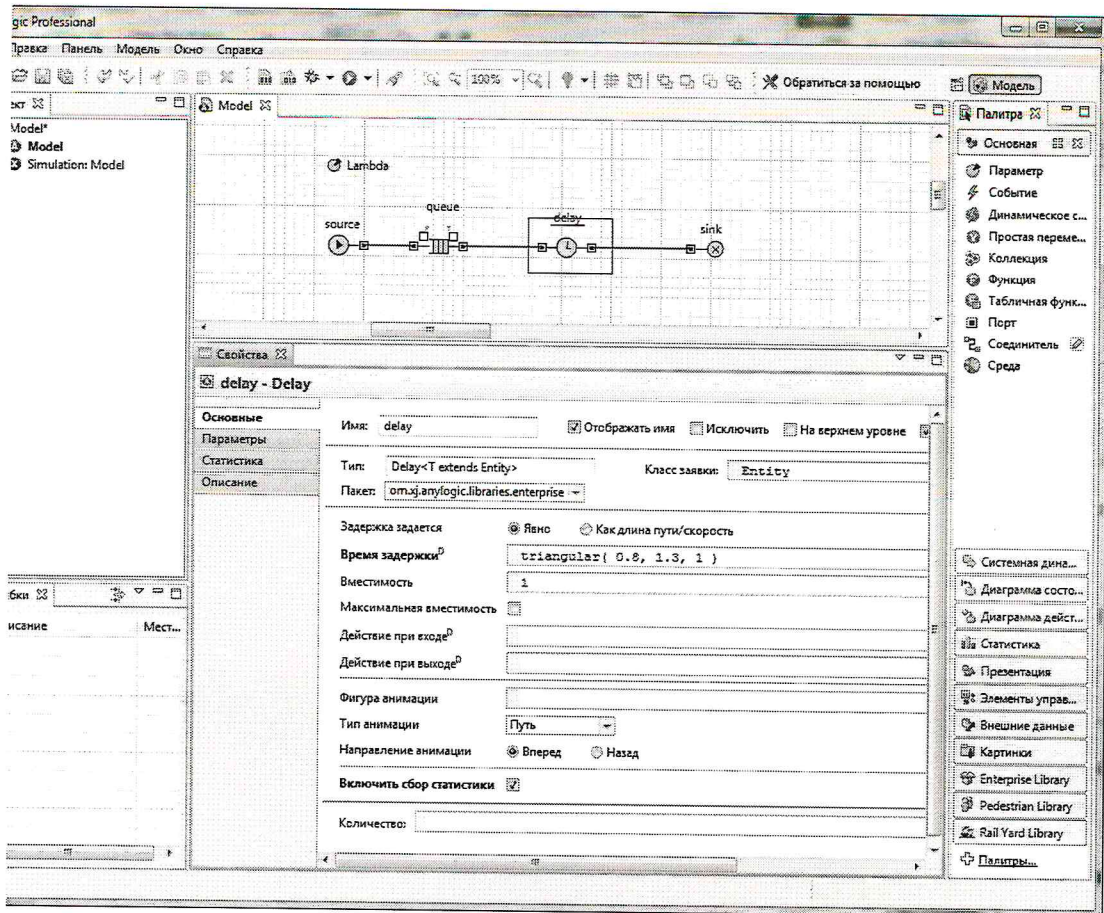 gic Professional
Правка Панель Модель Окно Справка
100%
Обратиться за помощью
Модель
ект
Model*
Model
Simulation: Model
Model
Lambda
source
queue
delay
sink
Палитра
Основная
Параметр
Событие
Динамическое с...
Простая переме...
Коллекция
Функция
Табличная функ...
Порт
Соединитель
Среда
Свойства
delay - Delay
Основные
Параметры
Статистика
Описание
Имя: delay Отображать имя Исключить На верхнем уровне
Тип: Delay<T extends Entity> Класс заявки: Entity
Пакет: om.xj.anylogic.libraries.enterprise
Задержка задается Явно Как длина пути/скорость
Время задержкиD triangular( 0.8, 1.3, 1 )
Вместимость 1
Максимальная вместимость
Действие при входеD
Действие при выходеD
Фигура анимации
Тип анимации Путь
Направление анимации Вперед Назад
Включить сбор статистики
Количество:
бки
исание Мест...
Системная дина...
Диаграмма состо...
Диаграмма дейст...
Статистика
Презентация
Элементы управ...
Внешние данные
Картинки
Enterprise Library
Pedestrian Library
Rail Yard Library
Палитры...